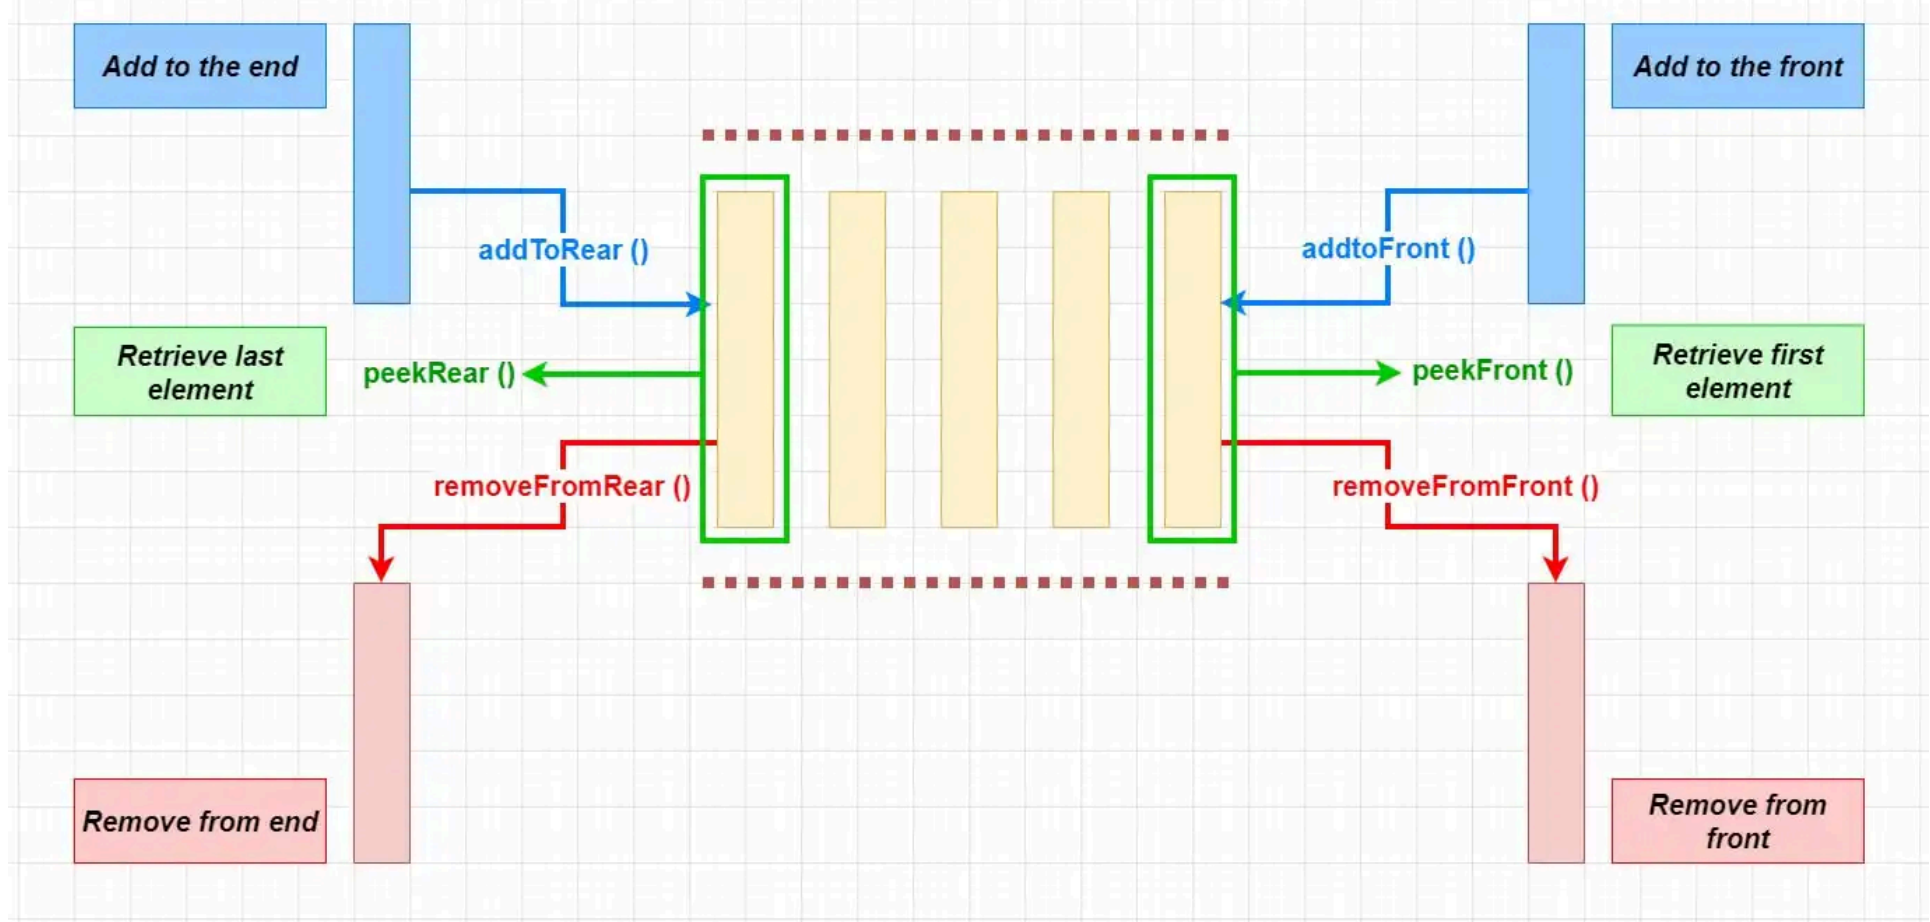 Add to the end
Add to the front
addToRear ()
addtoFront ()
Retrieve last
element
peekRear ()
peekFront ()
Retrieve first
element
removeFromRear ()
removeFromFront ()
Remove from end
Remove from
front